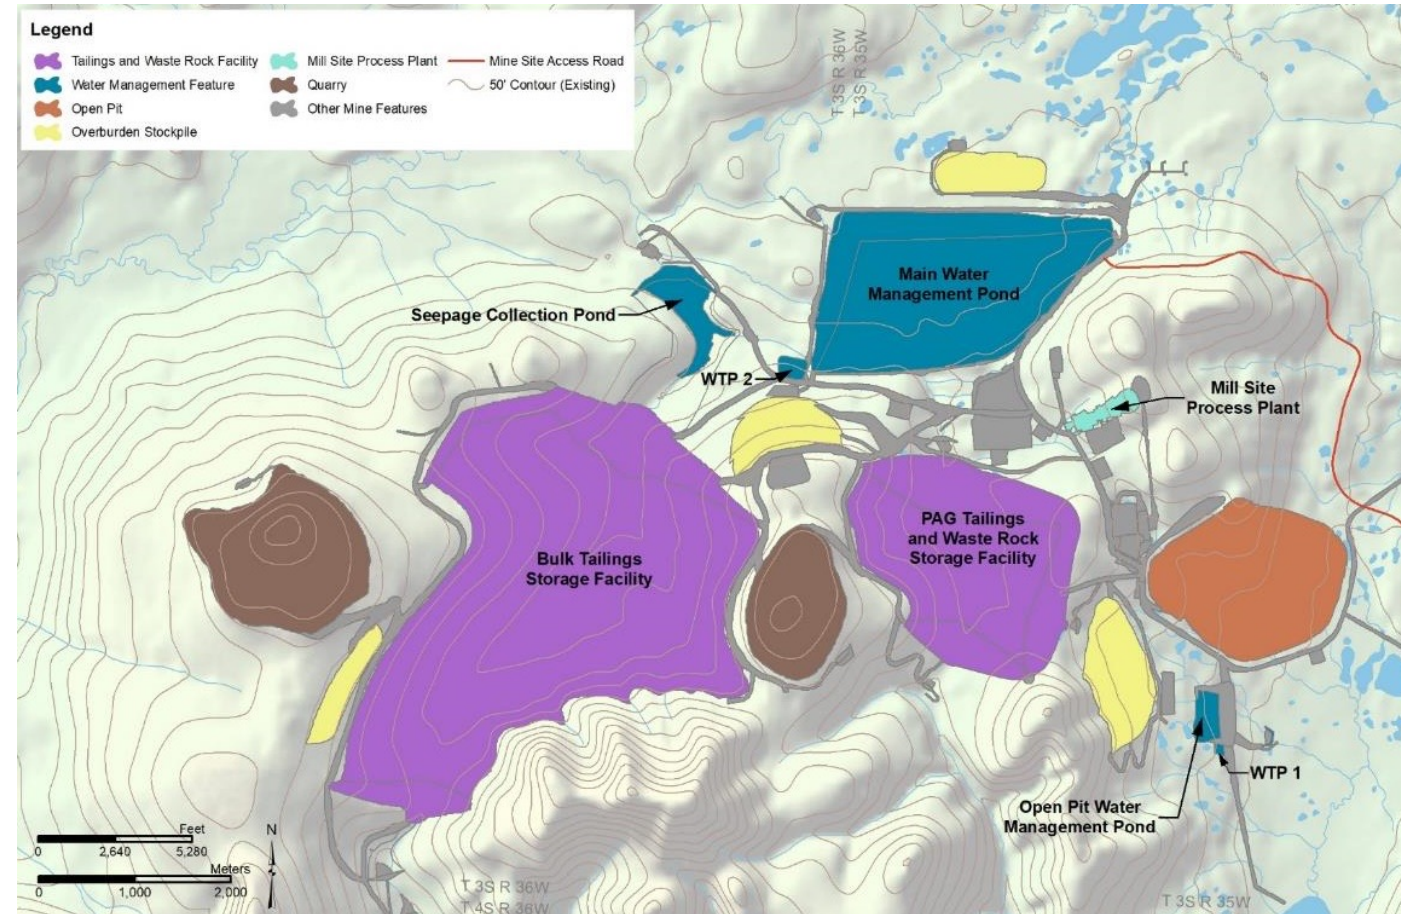 Legend
Tailings and Waste Rock Facility
Mill Site Process Plant
Mine Site Access Road
Water Management Feature
Quarry
50' Contour (Existing)
Open Pit
Other Mine Features
Overburden Stockpile
T 3S R 36W
T 3S R 35W
Main Water
Management Pond
Seepage Collection Pond
WTP 2
Mill Site
Process Plant
PAG Tailings
and Waste Rock
Storage Facility
Bulk Tailings
Storage Facility
WTP 1
Open Pit Water
Management Pond
Feet
0 2,640 5,280
N
Meters
0 1,000 2,000
T 3S R 36W
T 4S R 36W
T 3S R 35W